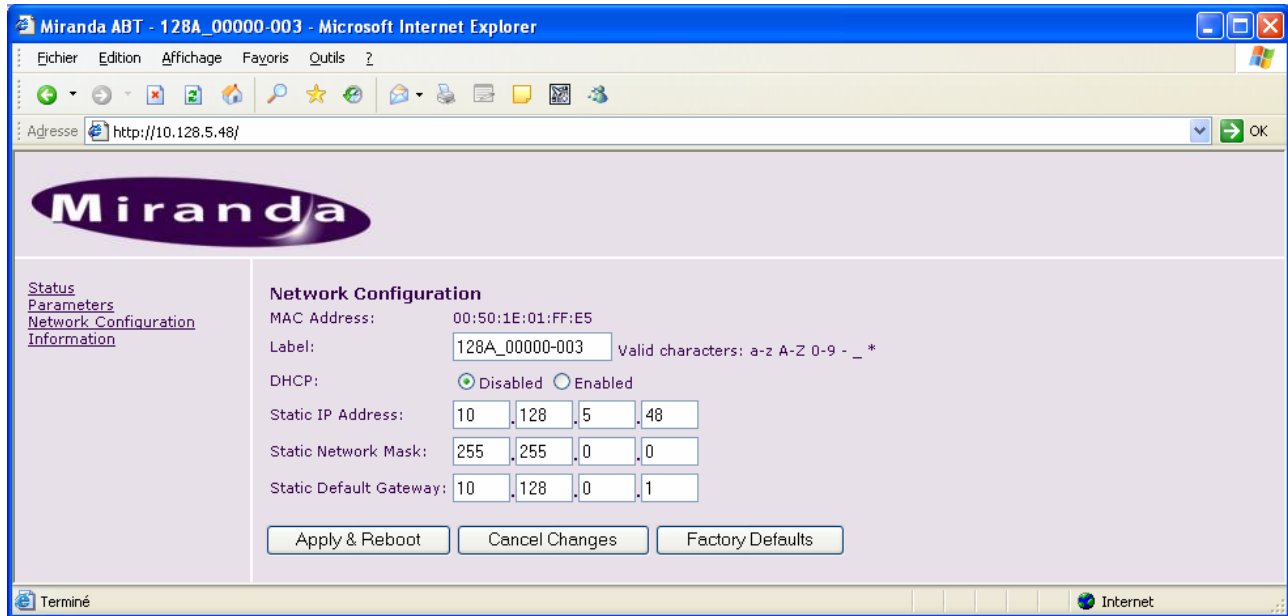 Miranda ABT - 128A_00000-003 - Microsoft Internet Explorer
Fichier Edition Affichage Favoris Outils ?
Adresse http://10.128.5.48/ OK
Miranda
Status
Parameters
Network Configuration
Information
Network Configuration
MAC Address: 00:50:1E:01:FF:E5
Label: 128A_00000-003 Valid characters: a-z A-Z 0-9 - _ *
DHCP: Disabled Enabled
Static IP Address: 10 . 128 . 5 . 48
Static Network Mask: 255 . 255 . 0 . 0
Static Default Gateway: 10 . 128 . 0 . 1
Apply & Reboot Cancel Changes Factory Defaults
Terminé Internet